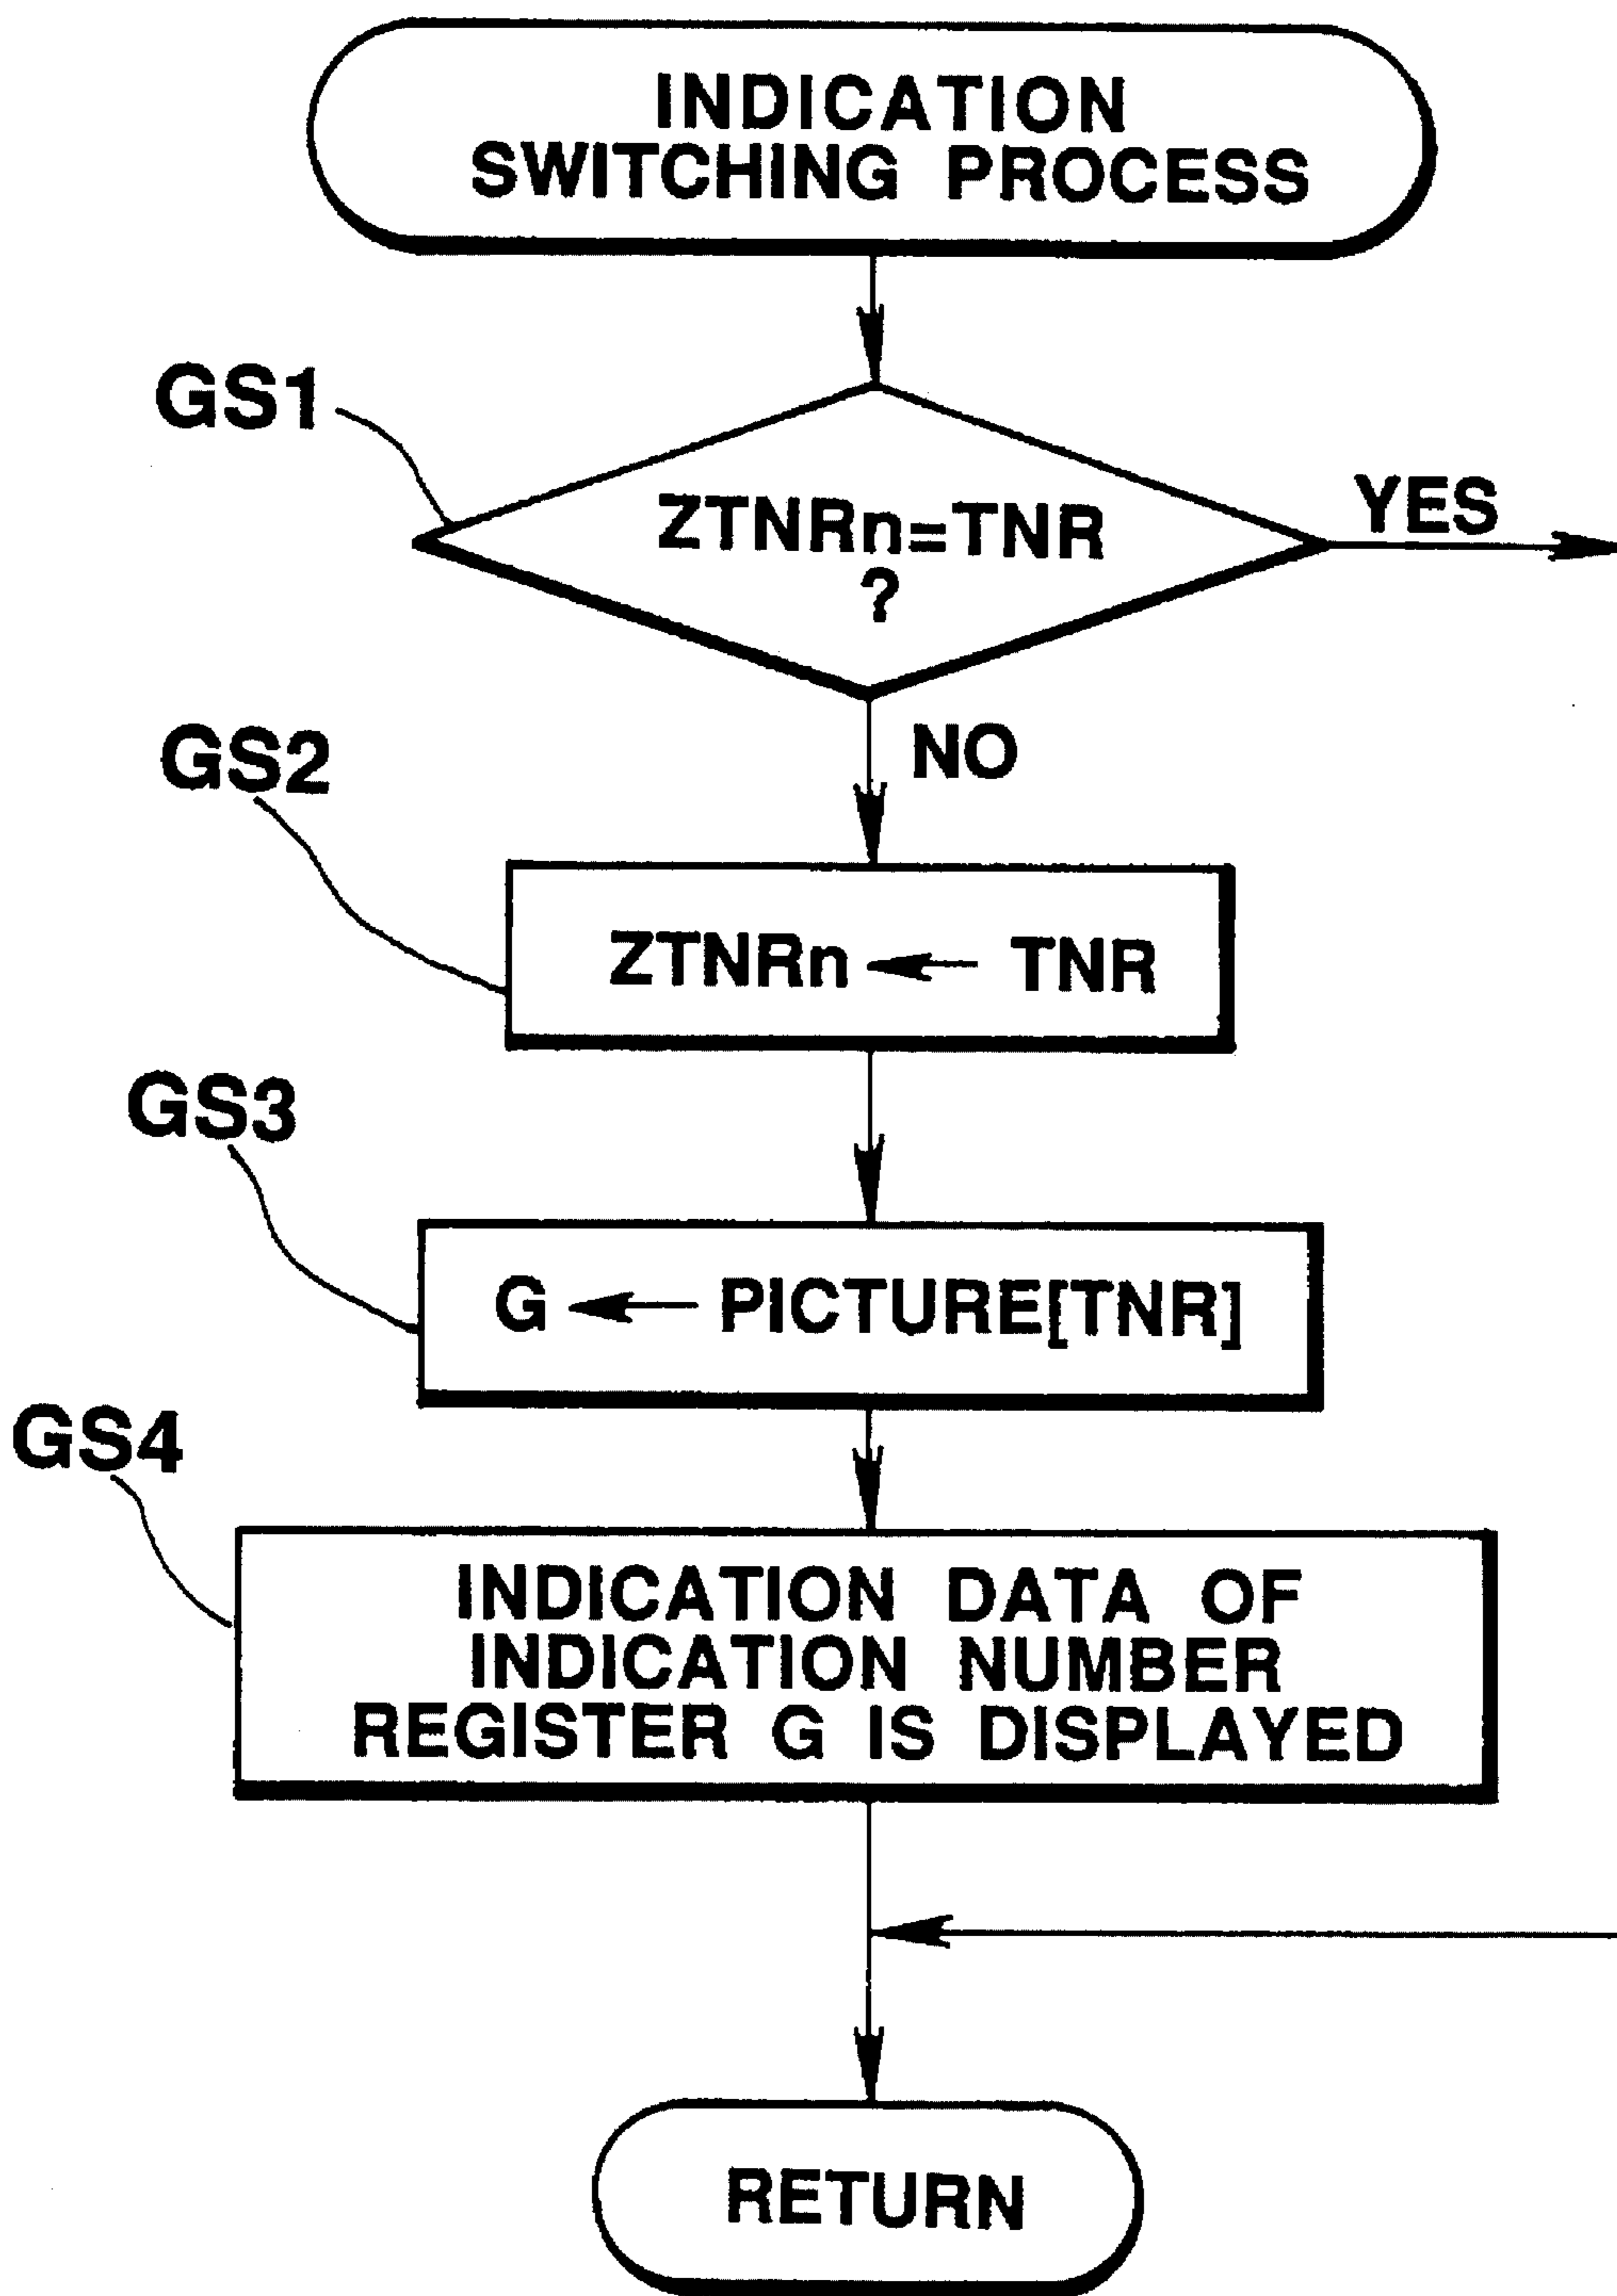 INDICATION
SWITCHING PROCESS
GS1
ZTNRn=TNR
?
YES
NO
GS2
ZTNRn ← TNR
GS3
G ← PICTURE[TNR]
GS4
INDICATION DATA OF
INDICATION NUMBER
REGISTER G IS DISPLAYED
RETURN